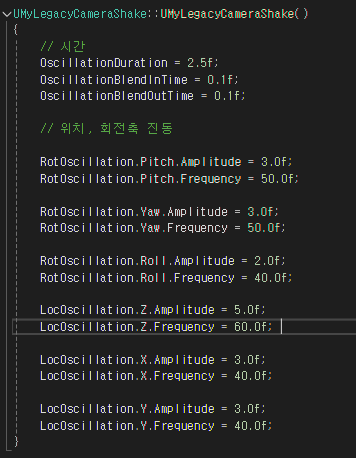 UMyLegacyCameraShake::UMyLegacyCameraShake()
{
// 시간
OscillationDuration = 2.5f;
OscillationBlendInTime = 0.1f;
OscillationBlendOutTime = 0.1f;
// 위치, 회전축 진동
RotOscillation.Pitch.Amplitude = 3.0f;
RotOscillation.Pitch.Frequency = 50.0f;
RotOscillation.Yaw.Amplitude = 3.0f;
RotOscillation.Yaw.Frequency = 50.0f;
RotOscillation.Roll.Amplitude = 2.0f;
RotOscillation.Roll.Frequency = 40.0f;
LocOscillation.Z.Amplitude = 5.0f;
LocOscillation.Z.Frequency = 60.0f;
LocOscillation.X.Amplitude = 3.0f;
LocOscillation.X.Frequency = 40.0f;
LocOscillation.Y.Amplitude = 3.0f;
LocOscillation.Y.Frequency = 40.0f;
}